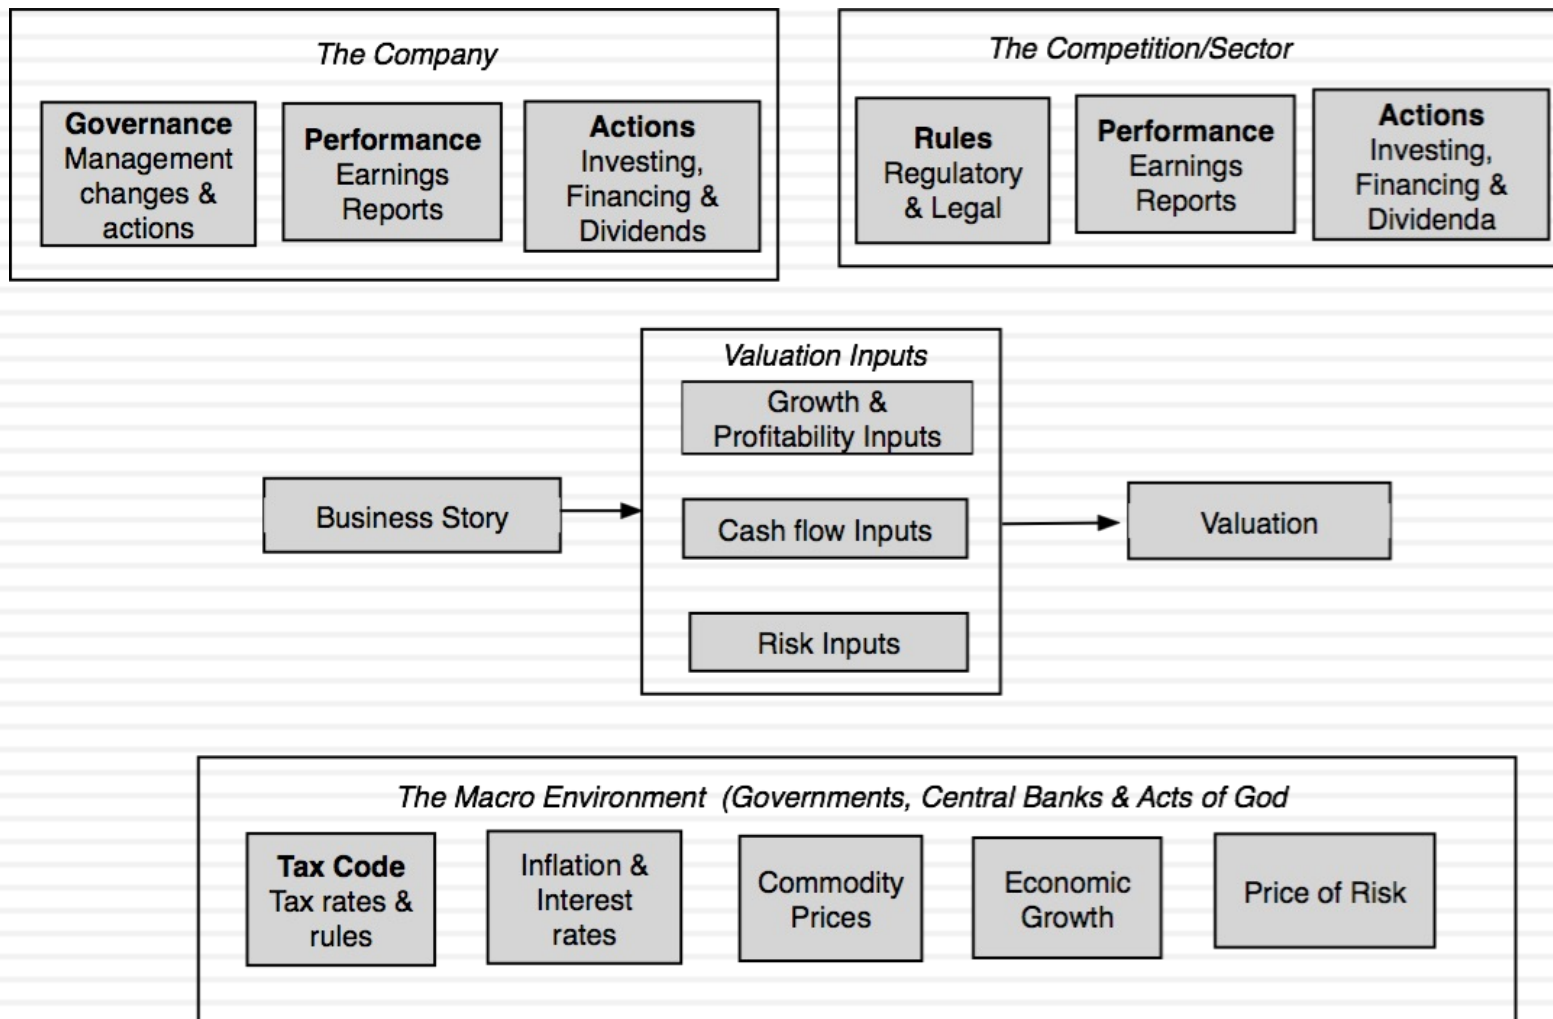 The Company
Governance
Management
changes &
actions
Performance
Earnings
Reports
Actions
Investing,
Financing &
Dividends
The Competition/Sector
Rules
Regulatory
& Legal
Performance
Earnings
Reports
Actions
Investing,
Financing &
Dividenda
Business Story
Valuation Inputs
Growth &
Profitability Inputs
Cash flow Inputs
Risk Inputs
Valuation
The Macro Environment  (Governments, Central Banks & Acts of God
Tax Code
Tax rates &
rules
Inflation &
Interest
rates
Commodity
Prices
Economic
Growth
Price of Risk